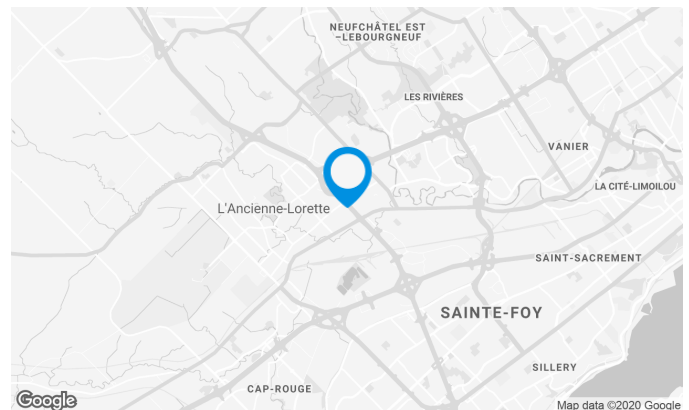 NEUFCHÂTEL EST
-LEBOURGNEUF
LES RIVIÈRES
VANIER
LA CITÉ-LIMOILOU
L'Ancienne-Lorette
SAINT-SACREMENT
SAINTE-FOY
SILLERY
CAP-ROUGE
Google
Map data ©2020 Google